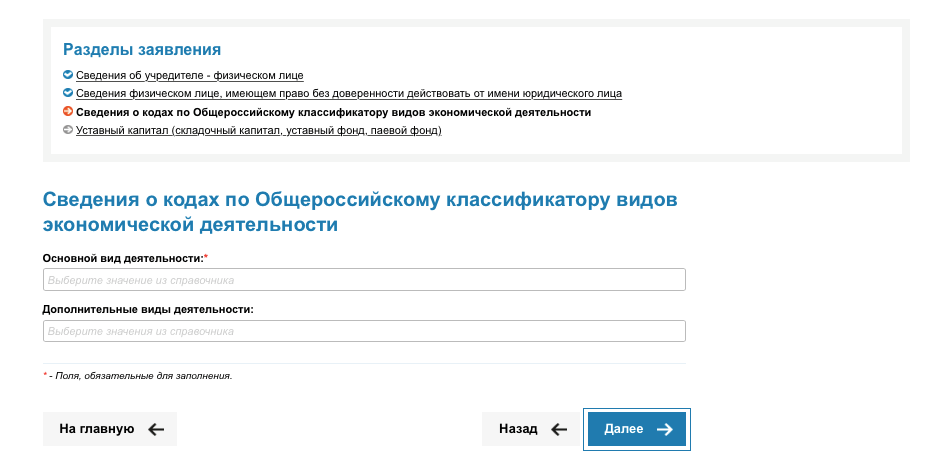 Разделы заявления
Сведения об учредителе - физическом лице
Сведения физическом лице, имеющем право без доверенности действовать от имени юридического лица
Сведения о кодах по Общероссийскому классификатору видов экономической деятельности
Уставный капитал (складочный капитал, уставный фонд, паевой фонд)
Сведения о кодах по Общероссийскому классификатору видов
экономической деятельности
Основной вид деятельности:*
Выберите значение из справочника
Дополнительные виды деятельности:
Выберите значения из справочника
* - Поля, обязательные для заполнения.
На главную
Назад
Далее